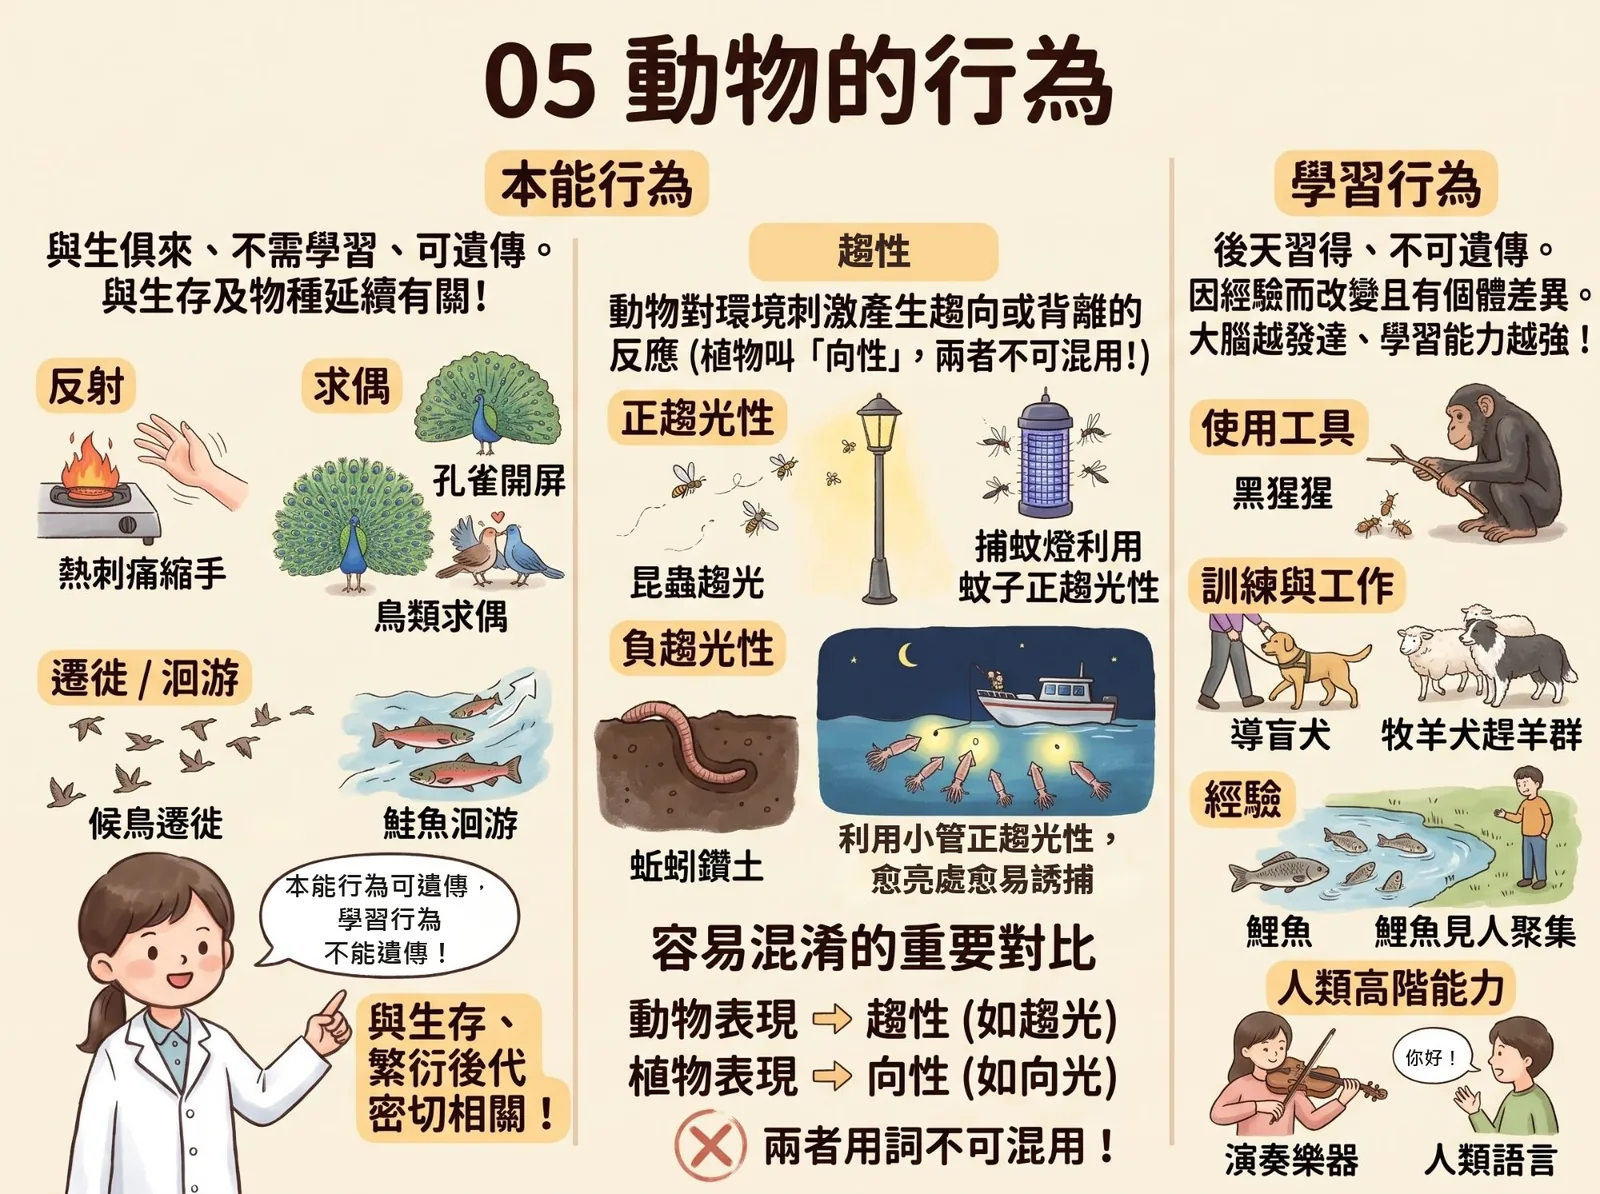 05 動物的行為
本能行為
與生俱來、不需學習、可遺傳。
與生存及物種延續有關！
反射
熱刺痛縮手
求偶
孔雀開屏
鳥類求偶
遷徙 / 洄游
候鳥遷徙
鮭魚洄游
本能行為可遺傳，
學習行為
不能遺傳！
與生存、
繁衍後代
密切相關！
趨性
動物對環境刺激產生趨向或背離的
反應 (植物叫「向性」，兩者不可混用!)
正趨光性
昆蟲趨光
捕蚊燈利用
蚊子正趨光性
負趨光性
蚯蚓鑽土
利用小管正趨光性，
愈亮處愈易誘捕
容易混淆的重要對比
動物表現 ➩ 趨性 (如趨光)
植物表現 ➩ 向性 (如向光)
兩者用詞不可混用！
學習行為
後天習得、不可遺傳。
因經驗而改變且有個體差異。
大腦越發達、學習能力越強！
使用工具
黑猩猩
訓練與工作
導盲犬
牧羊犬趕羊群
經驗
鯉魚
鯉魚見人聚集
人類高階能力
演奏樂器
你好！
人類語言